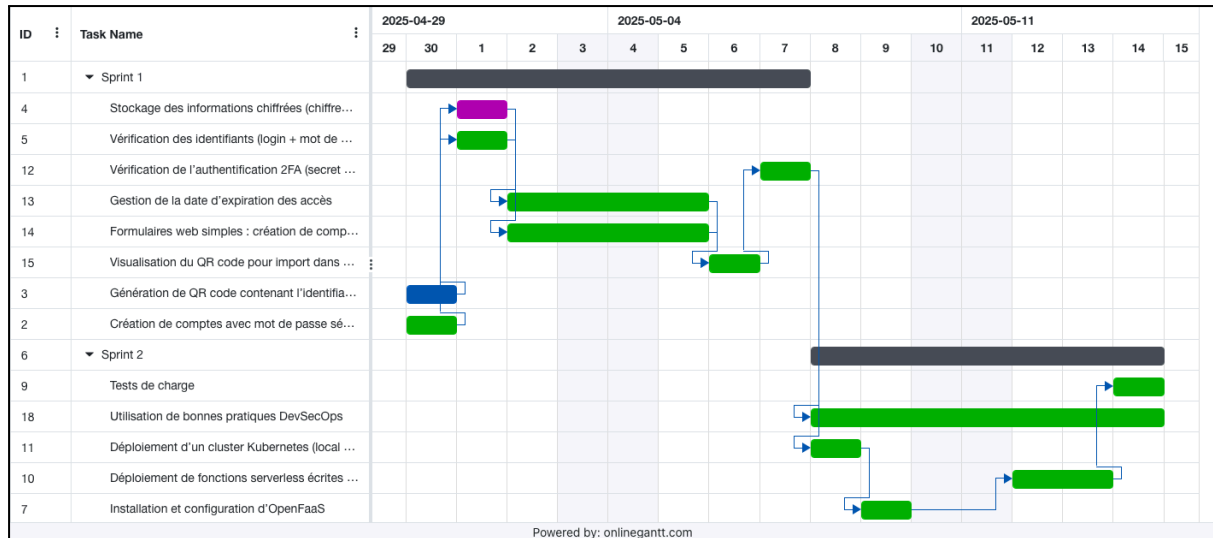 ID Task Name 2025-04-29 2025-05-04 2025-05-11
29 30 1 2 3 4 5 6 7 8 9 10 11 12 13 14 15
1 Sprint 1
4 Stockage des informations chiffrées (chiffre...
5 Vérification des identifiants (login + mot de ...
12 Vérification de l'authentification 2FA (secret ...
13 Gestion de la date d'expiration des accès
14 Formulaires web simples : création de comp...
15 Visualisation du QR code pour import dans ...
3 Génération de QR code contenant l'identifia...
2 Création de comptes avec mot de passe sé...
6 Sprint 2
9 Tests de charge
18 Utilisation de bonnes pratiques DevSecOps
11 Déploiement d'un cluster Kubernetes (local ...
10 Déploiement de fonctions serverless écrites ...
7 Installation et configuration d'OpenFaaS
Powered by: onlinegantt.com